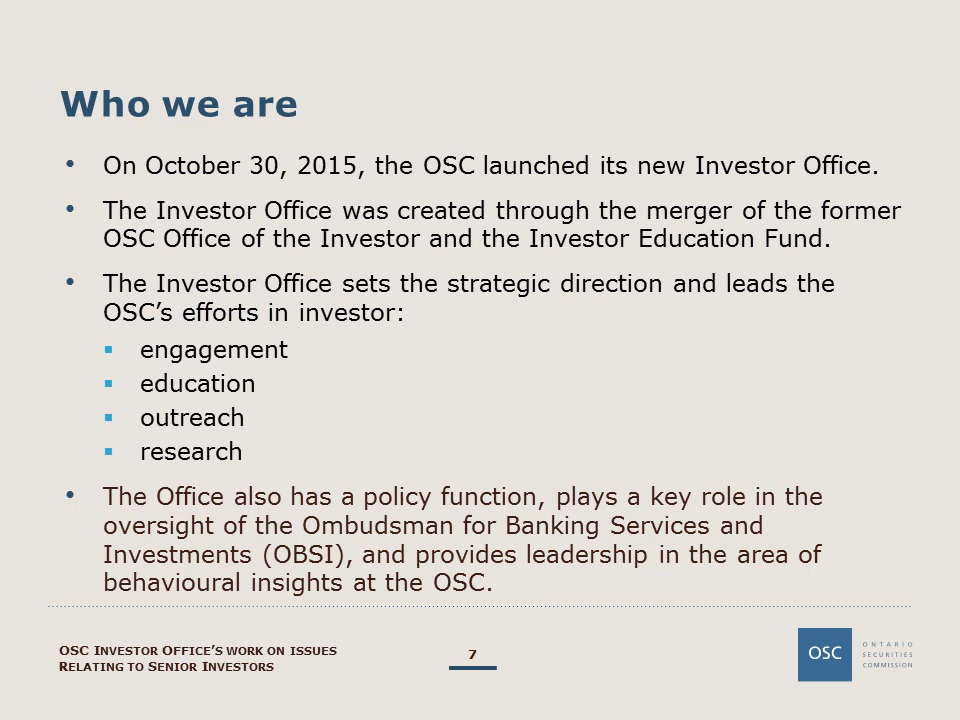 Who we are
• On October 30, 2015, the OSC launched its new Investor Office.
• The Investor Office was created through the merger of the former
OSC Office of the Investor and the Investor Education Fund.
• The Investor Office sets the strategic direction and leads the
OSC’s efforts in investor:
▪ engagement
▪ education
▪ outreach
▪ research
• The Office also has a policy function, plays a key role in the
oversight of the Ombudsman for Banking Services and
Investments (OBSI), and provides leadership in the area of
behavioural insights at the OSC.
OSC INVESTOR OFFICE’S WORK ON ISSUES
RELATING TO SENIOR INVESTORS
7
OSC
ONTARIO
SECURITIES
COMMISSION